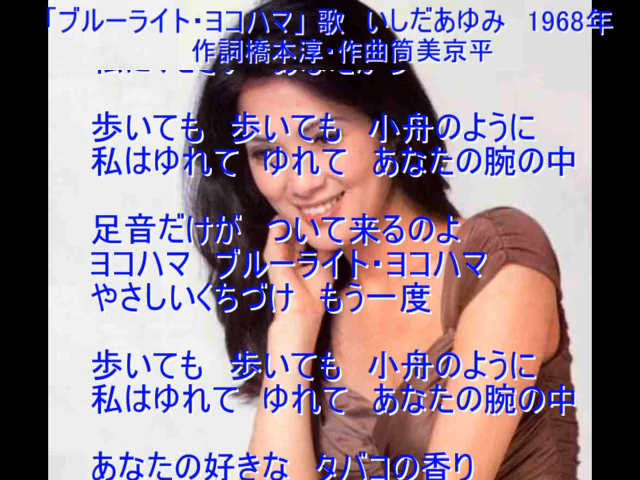 「ブルーライト・ヨコハマ」 歌　いしだあゆみ　1968年
作詞橋本淳・作曲筒美京平
歩いても　歩いても　小舟のように
私はゆれて　ゆれて　あなたの腕の中
足音だけが　ついて来るのよ
ヨコハマ　ブルーライト・ヨコハマ
やさしいくちづけ　もう一度
歩いても　歩いても　小舟のように
私はゆれて　ゆれて　あなたの腕の中
あなたの好きな　タバコの香り